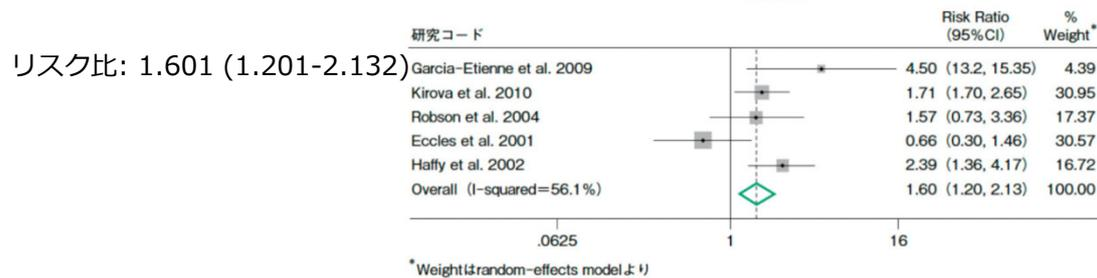 Risk Ratio %
研究コード (95%CI) Weight*
リスク比: 1.601 (1.201-2.132)
Garcia-Etienne et al. 2009 4.50 (13.2, 15.35) 4.39
Kirova et al. 2010 1.71 (1.70, 2.65) 30.95
Robson et al. 2004 1.57 (0.73, 3.36) 17.37
Eccles et al. 2001 0.66 (0.30, 1.46) 30.57
Haffy et al. 2002 2.39 (1.36, 4.17) 16.72
Overall (I-squared=56.1%) 1.60 (1.20, 2.13) 100.00
.0625 1 16
*Weightはrandom-effects modelより